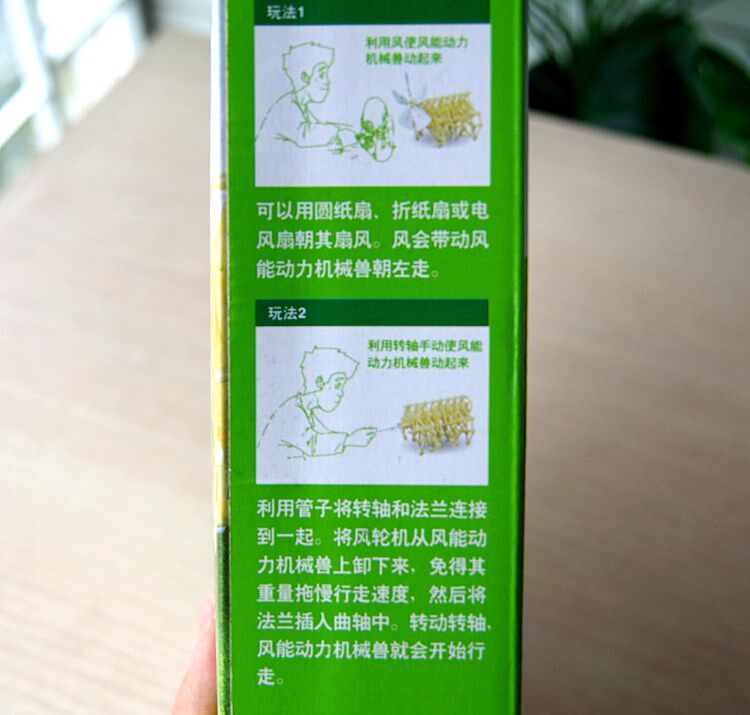 玩法1
利用风使风能动力
机械兽动起来
可以用圆纸扇、折纸扇或电
风扇朝其扇风。风会带动风
能动力机械兽朝左走。
玩法2
利用转轴手动使风能
动力机械兽动起来
利用管子将转轴和法兰连接
到一起。将风轮机从风能动
力机械兽上卸下来，免得其
重量拖慢行走速度，然后将
法兰插入曲轴中。转动转轴，
风能动力机械兽就会开始行
走。